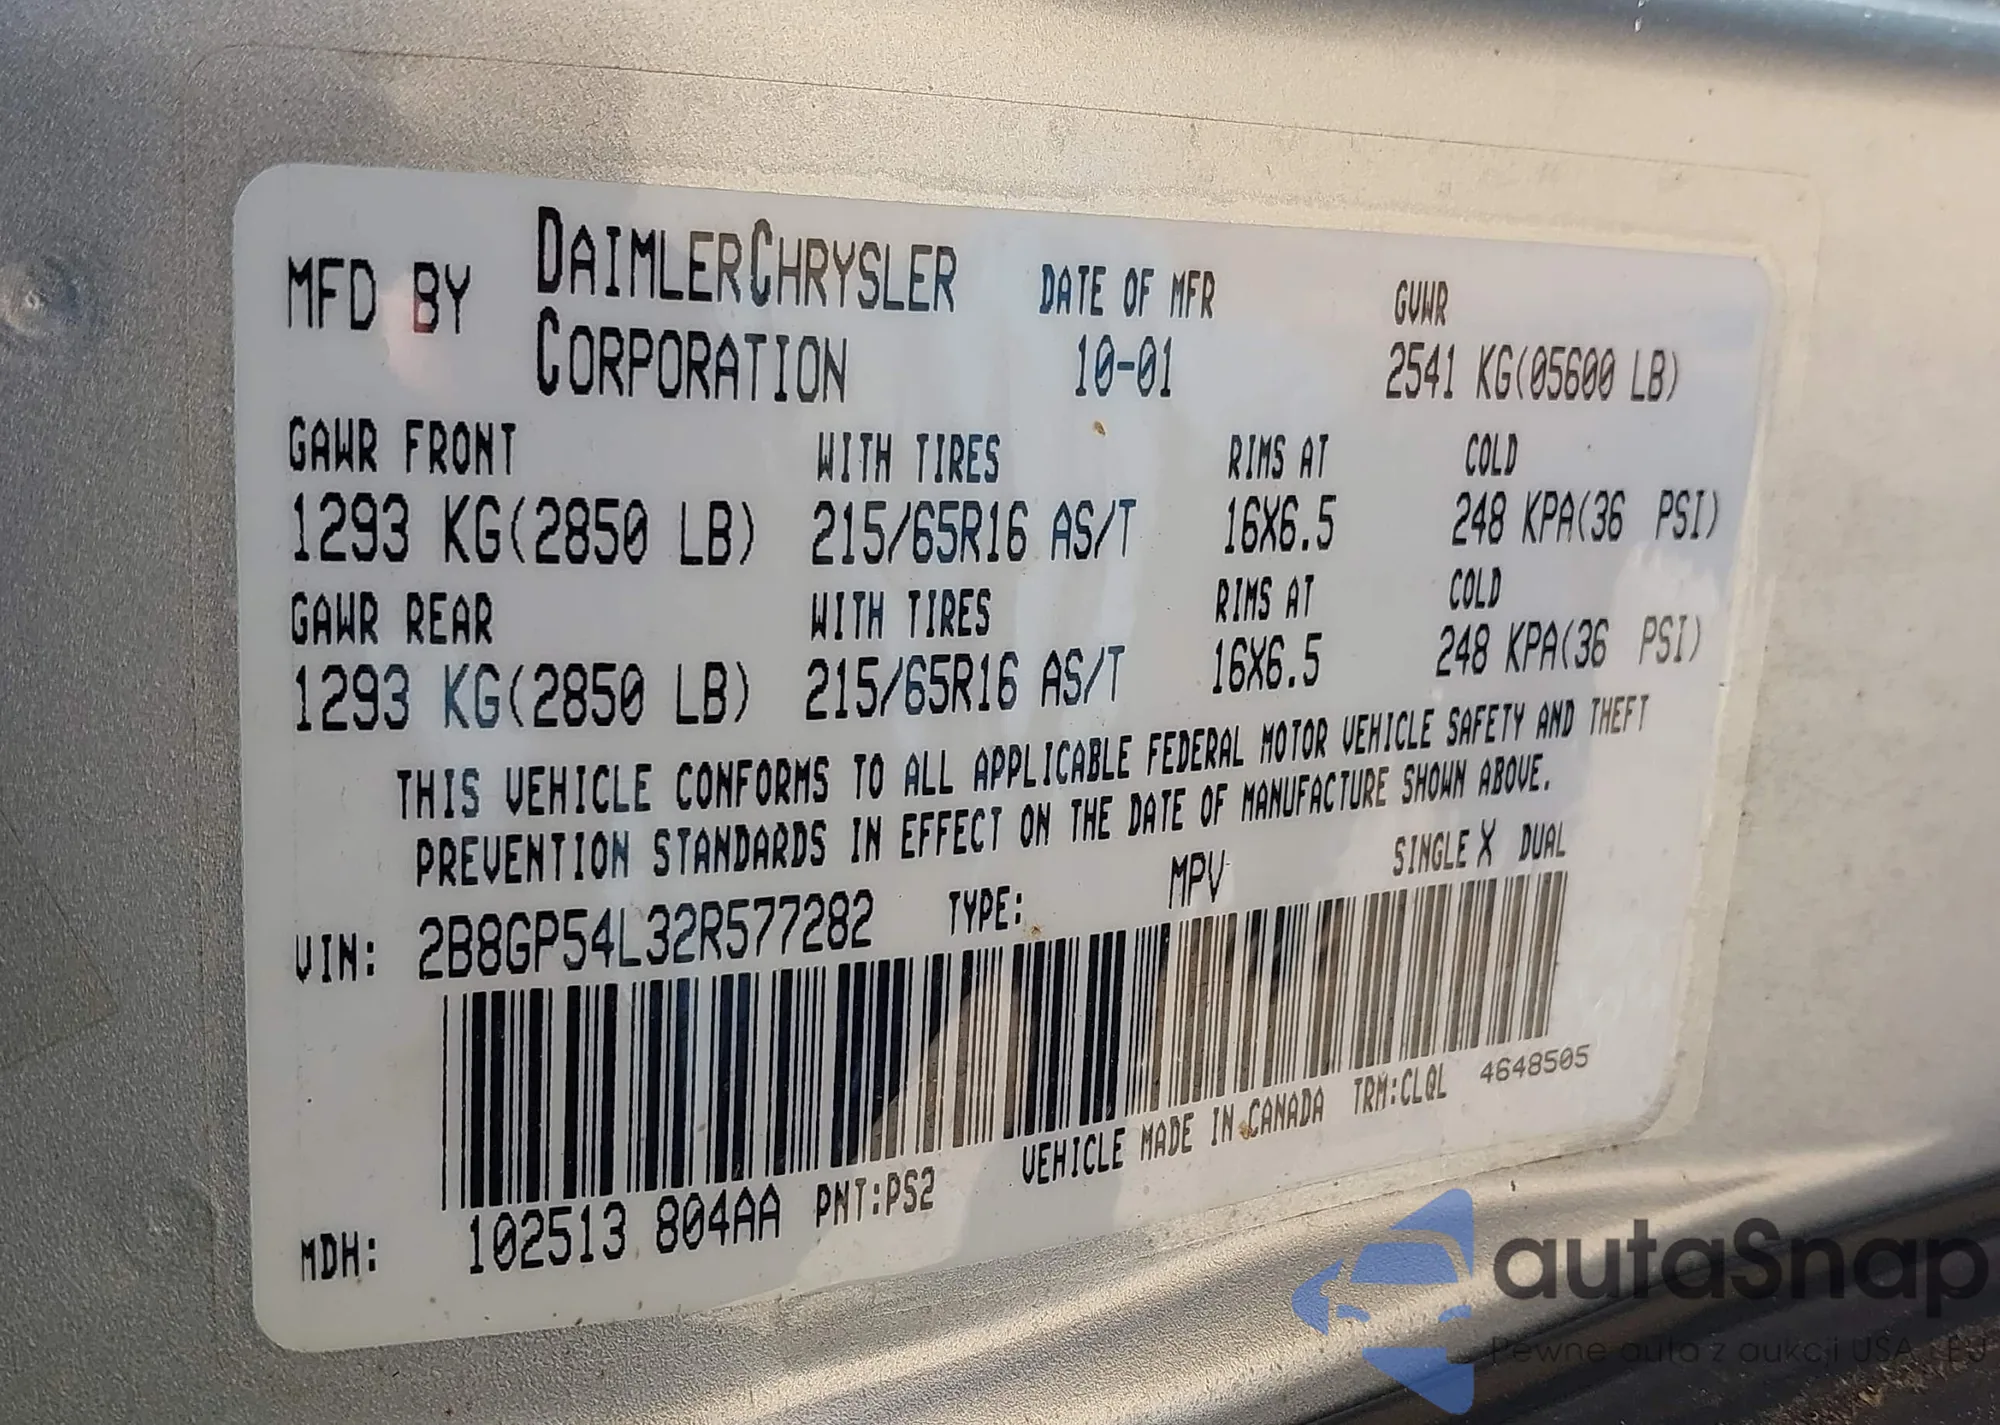 MFD BY DAIMLERCHRYSLER CORPORATION DATE OF MFR 10-01 GVWR 2541 KG(05600 LB)
GAWR FRONT WITH TIRES RIMS AT COLD
1293 KG(2850 LB) 215/65R16 AS/T 16X6.5 248 KPA(36 PSI)
GAWR REAR WITH TIRES RIMS AT COLD
1293 KG(2850 LB) 215/65R16 AS/T 16X6.5 248 KPA(36 PSI)
THIS VEHICLE CONFORMS TO ALL APPLICABLE FEDERAL MOTOR VEHICLE SAFETY AND THEFT
PREVENTION STANDARDS IN EFFECT ON THE DATE OF MANUFACTURE SHOWN ABOVE.
VIN: 2B8GP54L32R577282 TYPE: MPV SINGLE X DUAL
MDH: 102513 804AA PNT:PS2 VEHICLE MADE IN CANADA TRM:CLQL 4648505
autaSnap
Pewne auto z aukcji USA i EU